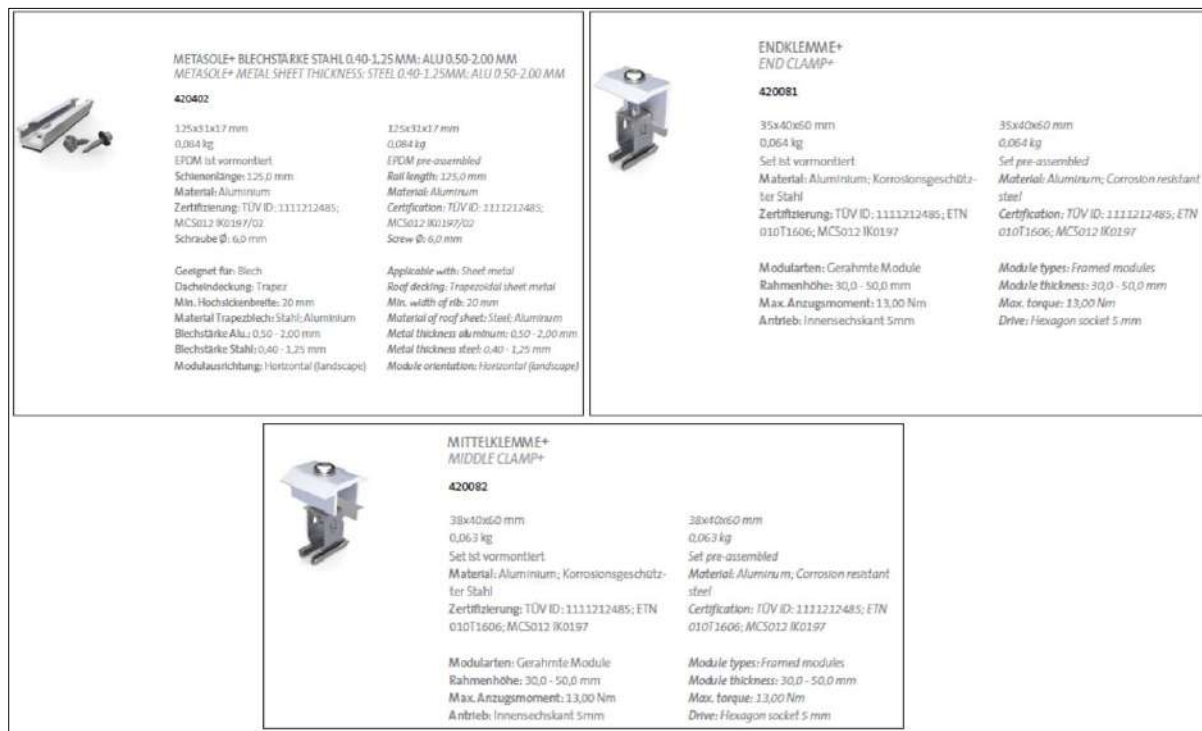 METASOLE+ BLECHSTÄRKE STAHL 0.40-1,25 MM; ALU 0.50-2.00 MM
METASOLE+ METAL SHEET THICKNESS: STEEL 0.40-1.25MM; ALU 0.50-2.00 MM
420402
125x31x17 mm
0,084 kg
EPDM ist vormontiert
Schienenlänge: 125,0 mm
Material: Aluminium
Zertifizierung: TÜV ID: 1111212485;
MCS012 IK0197/02
Schraube Ø: 6,0 mm
Geeignet für: Blech
Dacheindeckung: Trapez
Min. Hochsickenbreite: 20 mm
Material Trapezblech: Stahl; Aluminium
Blechstärke Alu.: 0,50 - 2,00 mm
Blechstärke Stahl: 0,40 - 1,25 mm
Modulausrichtung: Horizontal (landscape)
125x31x17 mm
0,084 kg
EPDM pre-assembled
Rail length: 125,0 mm
Material: Aluminum
Certification: TÜV ID: 1111212485;
MCS012 IK0197/02
Screw Ø: 6,0 mm
Applicable with: Sheet metal
Roof decking: Trapezoidal sheet metal
Min. width of rib: 20 mm
Material of roof sheet: Steel; Aluminum
Metal thickness aluminum: 0,50 - 2,00 mm
Metal thickness steel: 0,40 - 1,25 mm
Module orientation: Horizontal (landscape)
ENDKLEMME+
END CLAMP+
420081
35x40x60 mm
0,064 kg
Set ist vormontiert
Material: Aluminium; Korrosionsgeschütz-
ter Stahl
Zertifizierung: TÜV ID: 1111212485; ETN
010T1606; MCS012 IK0197
Modularten: Gerahmte Module
Rahmenhöhe: 30,0 - 50,0 mm
Max. Anzugsmoment: 13,00 Nm
Antrieb: Innensechskant 5mm
35x40x60 mm
0,064 kg
Set pre-assembled
Material: Aluminum; Corrosion resistant
steel
Certification: TÜV ID: 1111212485; ETN
010T1606; MCS012 IK0197
Module types: Framed modules
Module thickness: 30,0 - 50,0 mm
Max. torque: 13,00 Nm
Drive: Hexagon socket 5 mm
MITTELKLEMME+
MIDDLE CLAMP+
420082
38x40x60 mm
0,063 kg
Set ist vormontiert
Material: Aluminium; Korrosionsgeschütz-
ter Stahl
Zertifizierung: TÜV ID: 1111212485; ETN
010T1606; MCS012 IK0197
Modularten: Gerahmte Module
Rahmenhöhe: 30,0 - 50,0 mm
Max. Anzugsmoment: 13,00 Nm
Antrieb: Innensechskant 5mm
38x40x60 mm
0,063 kg
Set pre-assembled
Material: Aluminum; Corrosion resistant
steel
Certification: TÜV ID: 1111212485; ETN
010T1606; MCS012 IK0197
Module types: Framed modules
Module thickness: 30,0 - 50,0 mm
Max. torque: 13,00 Nm
Drive: Hexagon socket 5 mm